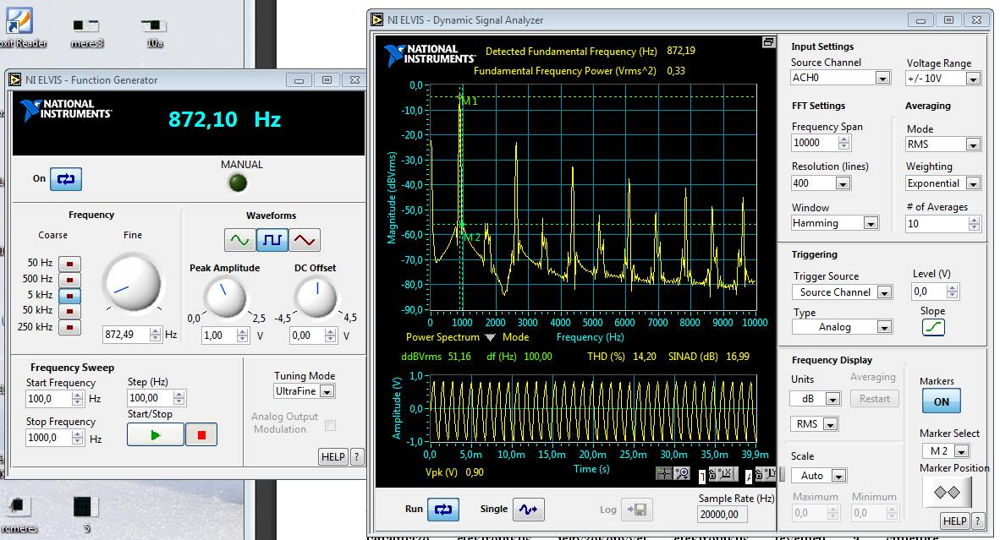 oxit Reader
meres3
10a
NI ELVIS - Function Generator
NATIONAL
INSTRUMENTS
872,10 Hz
On
MANUAL
Frequency
Coarse
Fine
50 Hz
500 Hz
5 kHz
50 kHz
250 kHz
872,49 Hz
Waveforms
Peak Amplitude
DC Offset
0,0 2,5
-4,5 4,5
1,00 V
0,00 V
Frequency Sweep
Start Frequency
100,0 Hz
Step (Hz)
100,00
Stop Frequency
1000,0 Hz
Start/Stop
Tuning Mode
UltraFine
Analog Output
Modulation
HELP ?
rcmeres
5
NI ELVIS - Dynamic Signal Analyzer
NATIONAL
INSTRUMENTS
Detected Fundamental Frequency (Hz) 872,19
Fundamental Frequency Power (Vrms^2) 0,33
Magnitude (dBVrms)
0,0
-10,0
-20,0
-30,0
-40,0
-50,0
-60,0
-70,0
-80,0
-90,0
M 1
M 2
0 1000 2000 3000 4000 5000 6000 7000 8000 9000 10000
Power Spectrum Mode
Frequency (Hz)
ddBVrms 51,16 df (Hz) 100,00 THD (%) 14,20 SINAD (dB) 16,99
Amplitude (V)
1,0
0,0
-1,0
0,0 5,0m 10,0m 15,0m 20,0m 25,0m 30,0m 35,0m 39,9m
Time (s)
Vpk (V) 0,90
Run
Single
Log
Sample Rate (Hz)
20000,00
Input Settings
Source Channel
ACH0
Voltage Range
+/- 10V
FFT Settings
Frequency Span
10000
Resolution (lines)
400
Window
Hamming
Averaging
Mode
RMS
Weighting
Exponential
# of Averages
10
Triggering
Trigger Source
Source Channel
Type
Analog
Level (V)
0,0
Slope
Frequency Display
Units
dB
RMS
Averaging
Restart
Scale
Auto
Maximum
0,0
Minimum
0,0
Markers
ON
Marker Select
M 2
Marker Position
HELP ?